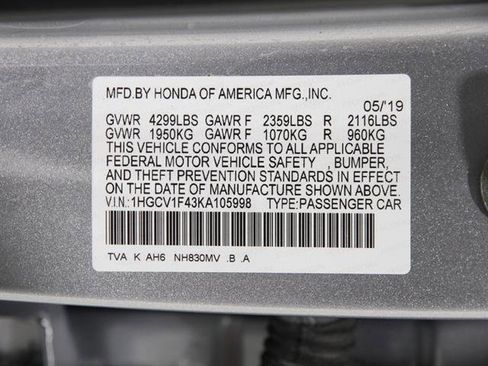 MFD.BY HONDA OF AMERICA MFG.,INC.
05/'19
GVWR 4299LBS GAWR F 2359LBS R 2116LBS
GVWR 1950KG GAWR F 1070KG R 960KG
THIS VEHICLE CONFORMS TO ALL APPLICABLE
FEDERAL MOTOR VEHICLE SAFETY , BUMPER,
AND THEFT PREVENTION STANDARDS IN EFFECT
ON THE DATE OF MANUFACTURE SHOWN ABOVE.
V.I.N.:1HGCV1F43KA105998 TYPE:PASSENGER CAR
TVA K AH6 NH830MV .B .A